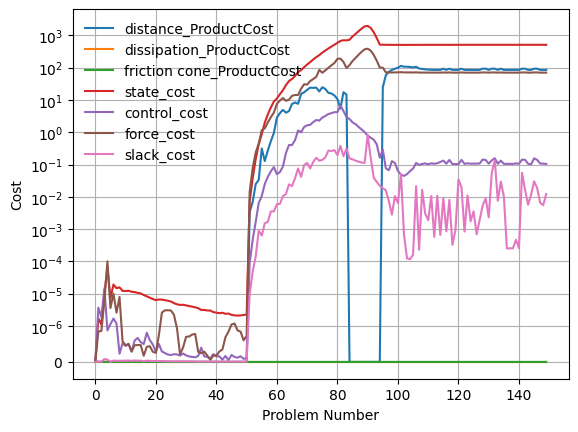 distance_ProductCost
dissipation_ProductCost
friction cone_ProductCost
state_cost
control_cost
force_cost
slack_cost
Cost
10³
10²
10¹
10⁰
10⁻¹
10⁻²
10⁻³
10⁻⁴
10⁻⁵
10⁻⁶
0
0 20 40 60 80 100 120 140
Problem Number